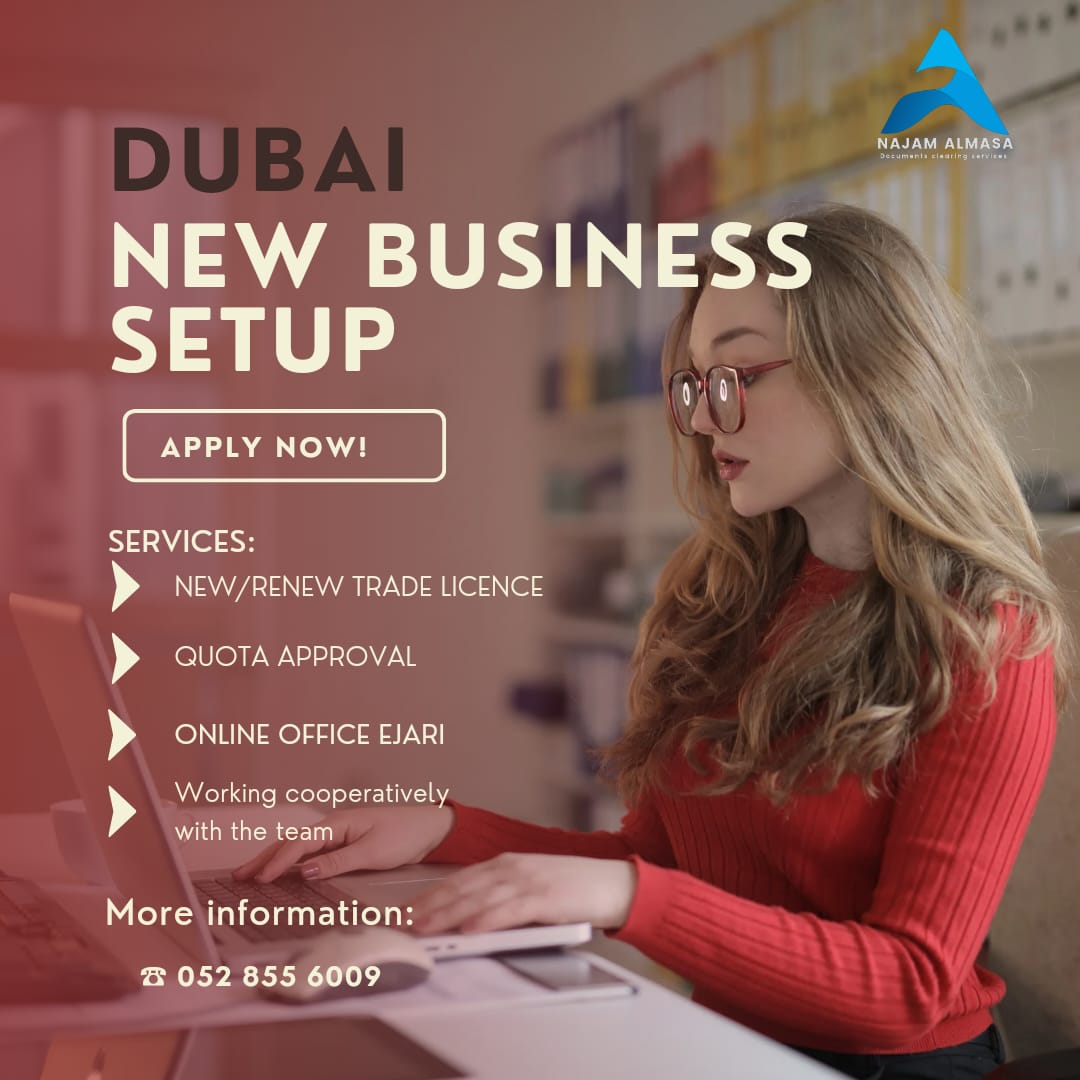 NAJAM ALMASA
Documents clearing services
DUBAI
NEW BUSINESS
SETUP
APPLY NOW!
SERVICES:
NEW/RENEW TRADE LICENCE
QUOTA APPROVAL
ONLINE OFFICE EJARI
Working cooperatively
with the team
More information:
☎ 052 855 6009